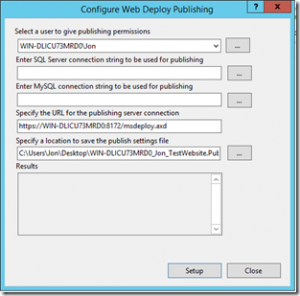 Configure Web Deploy Publishing
?
x
Select a user to give publishing permissions
WIN-DLICU73MRD0\Jon
...
Enter SQL Server connection string to be used for publishing
...
Enter MySQL connection string to be used for publishing
...
Specify the URL for the publishing server connection
https://WIN-DLICU73MRD0:8172/msdeploy.axd
Specify a location to save the publish settings file
C:\Users\Jon\Desktop\WIN-DLICU73MRD0_Jon_TestWebsite.Pul
...
Results
Setup
Close